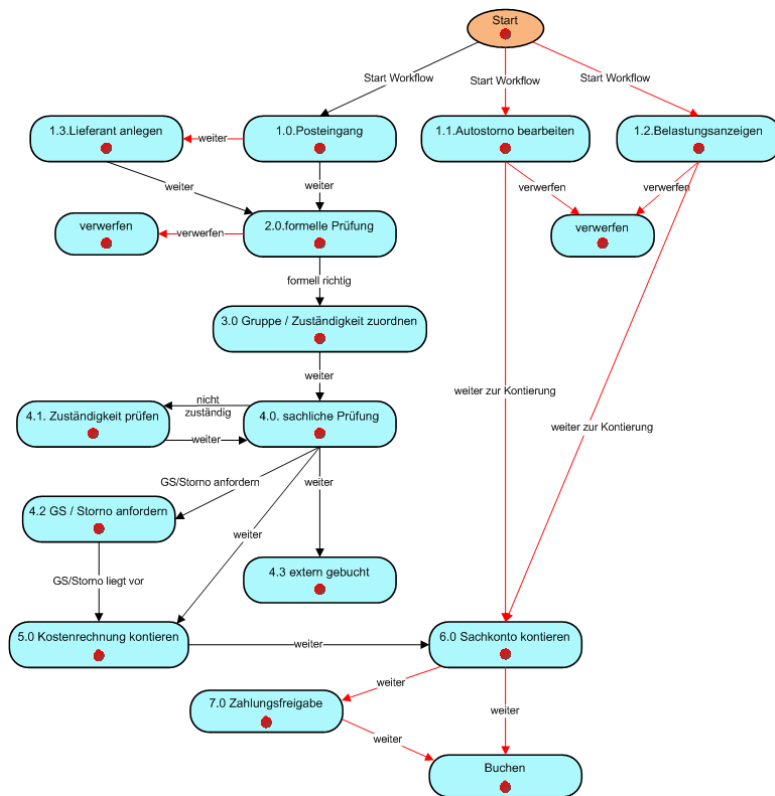 Start
Start Workflow
Start Workflow
Start Workflow
1.3.Lieferant anlegen
weiter
1.0.Posteingang
1.1.Autostorno bearbeiten
1.2.Belastungsanzeigen
weiter
weiter
verwerfen
verwerfen
verwerfen
verwerfen
2.0.formelle Prüfung
verwerfen
formell richtig
3.0 Gruppe / Zuständigkeit zuordnen
weiter
weiter zur Kontierung
nicht
zuständig
4.1. Zuständigkeit prüfen
4.0. sachliche Prüfung
weiter
weiter zur Kontierung
GS/Storno anfordern
weiter
4.2 GS / Storno anfordern
weiter
4.3 extern gebucht
GS/Storno liegt vor
5.0 Kostenrechnung kontieren
weiter
6.0 Sachkonto kontieren
weiter
7.0 Zahlungsfreigabe
weiter
weiter
Buchen